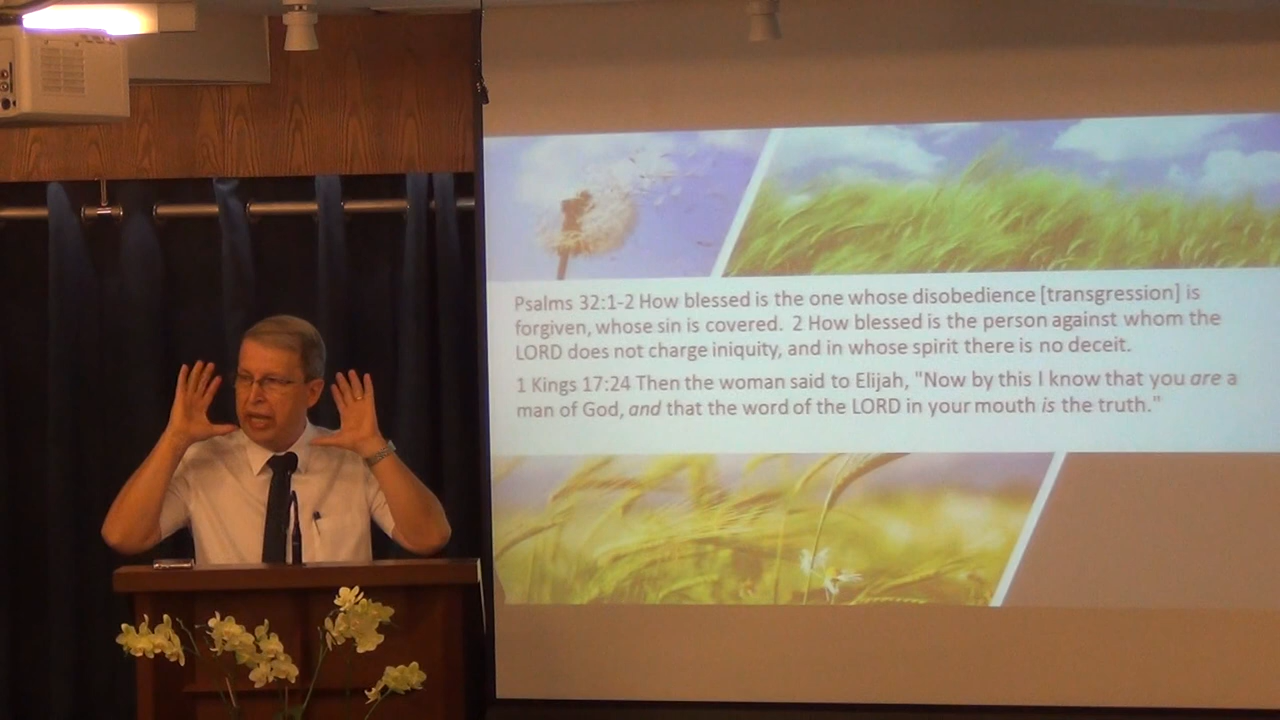 Psalms 32:1-2 How blessed is the one whose disobedience [transgression] is
forgiven, whose sin is covered. 2 How blessed is the person against whom the
LORD does not charge iniquity, and in whose spirit there is no deceit.
1 Kings 17:24 Then the woman said to Elijah, "Now by this I know that you are a
man of God, and that the word of the LORD in your mouth is the truth."